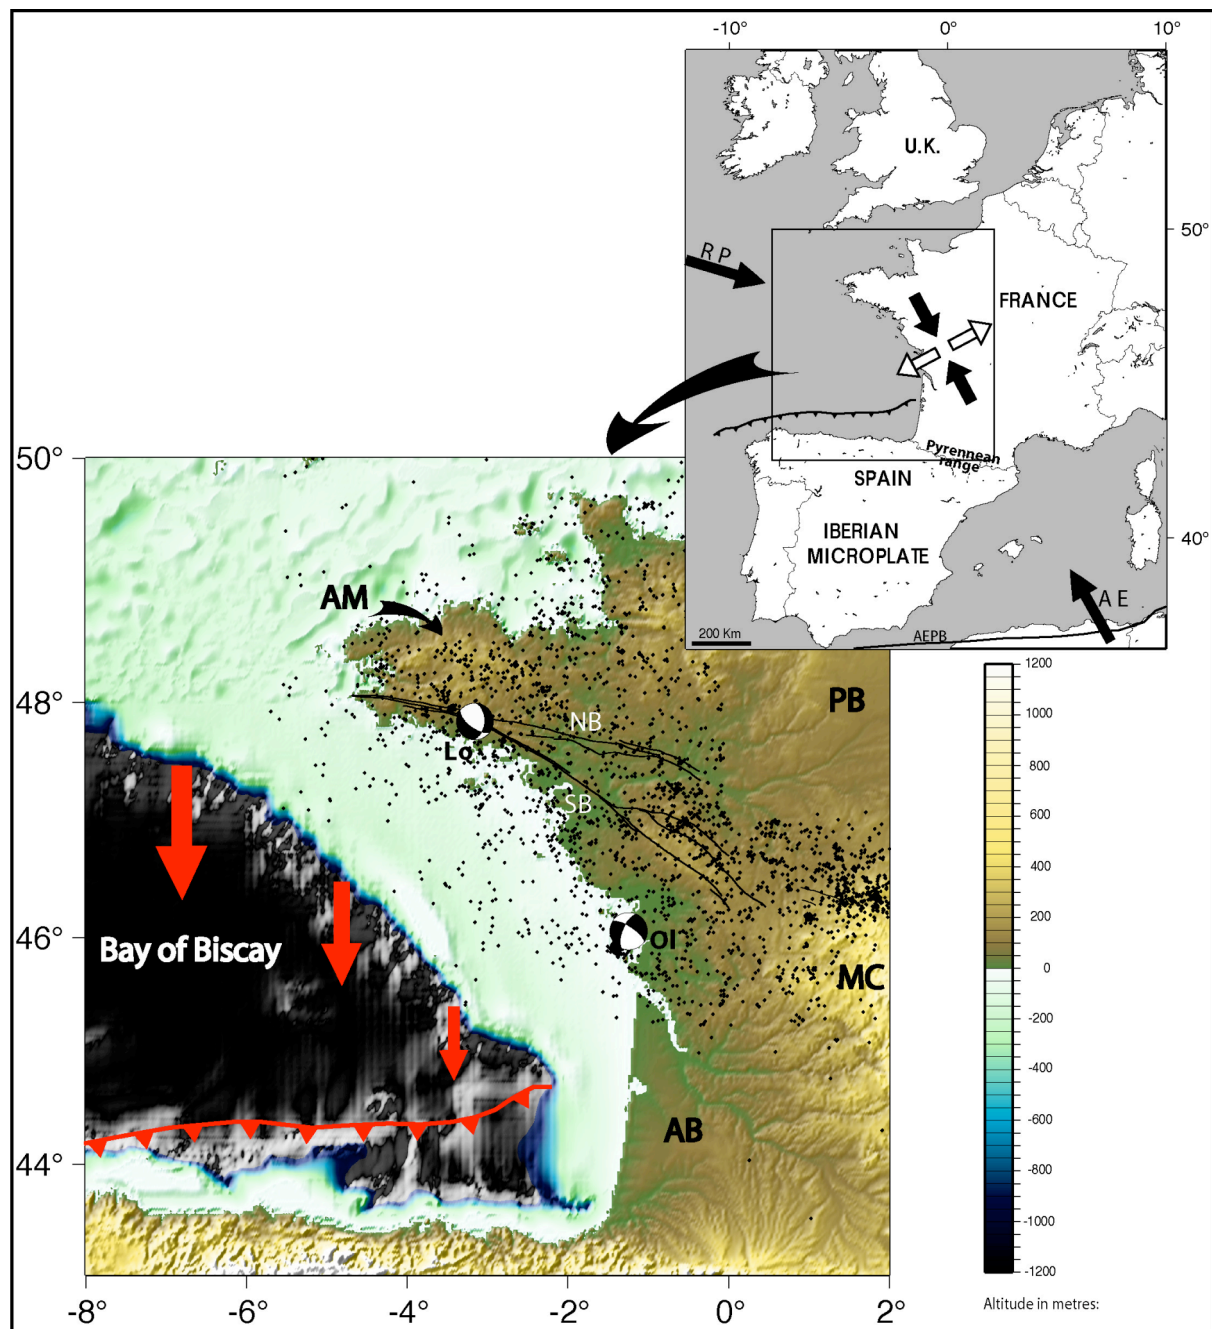 -10° 0° 10°
U.K.
50°
R P
FRANCE
Pyrennean
range
SPAIN
IBERIAN
MICROPLATE
40°
A E
AEPB
200 Km
50°
AM
48°
PB
NB
Lo
SB
46°
Bay of Biscay
Ol
MC
AB
44°
-8° -6° -4° -2° 0° 2°
1200
1000
800
600
400
200
0
-200
-400
-600
-800
-1000
-1200
Altitude in metres: